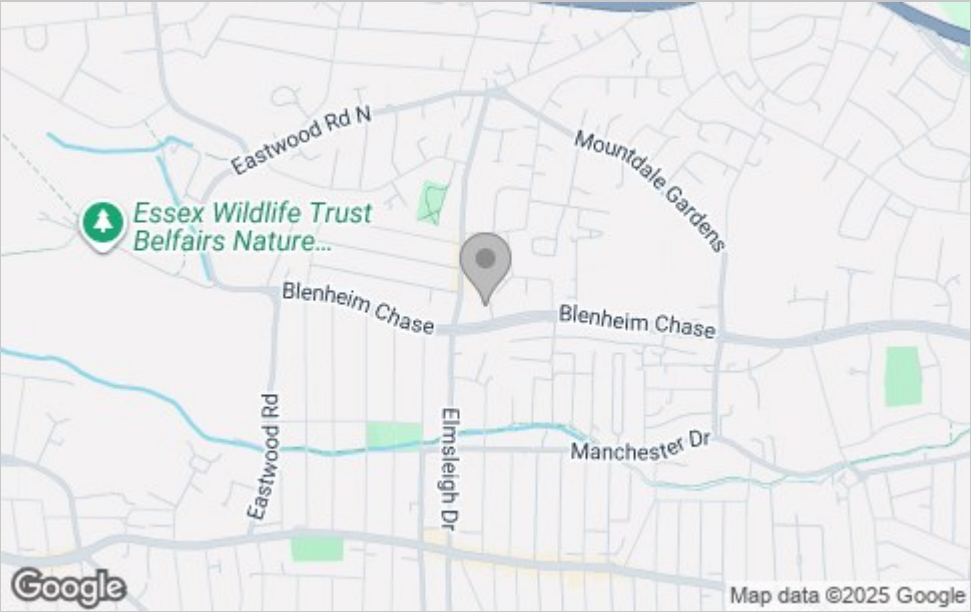 Eastwood Rd N
Mountdale Gardens
Essex Wildlife Trust
Belfairs Nature...
Blenheim Chase
Blenheim Chase
Eastwood Rd
Elmsleigh Dr
Manchester Dr
Google
Map data ©2025 Google